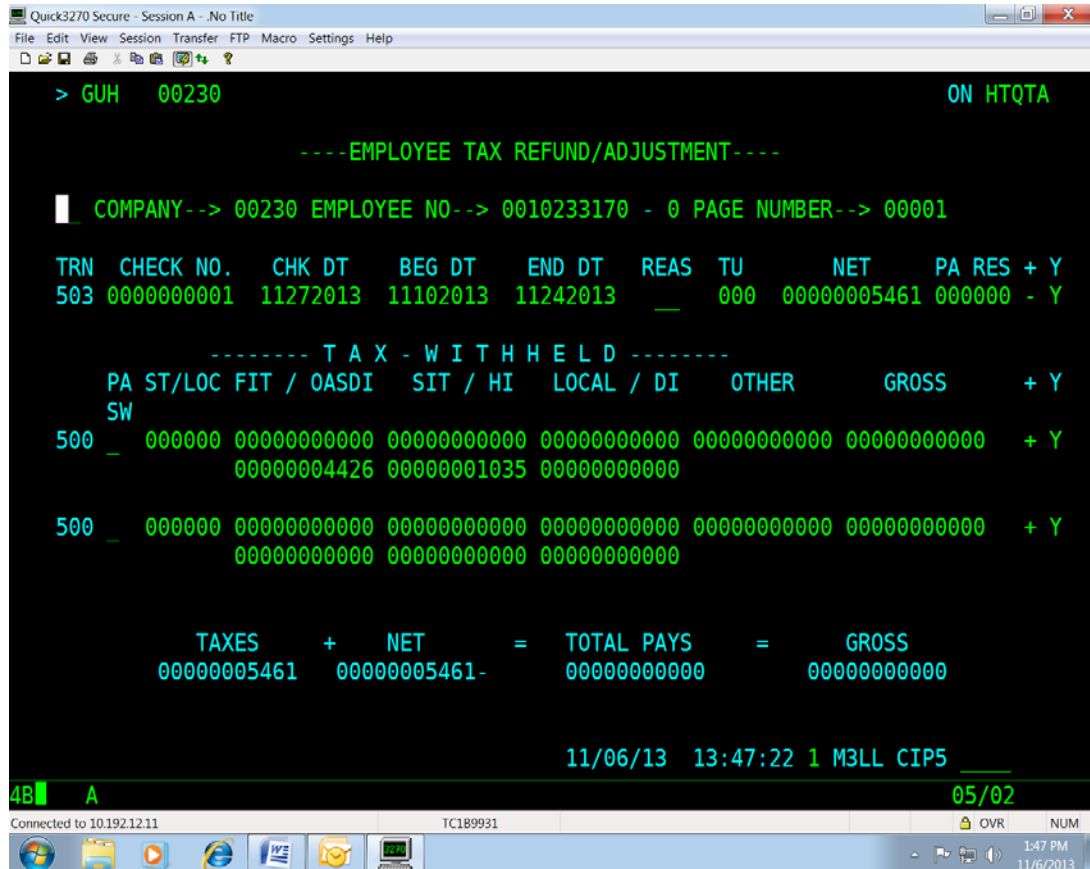 Quick3270 Secure - Session A - .No Title
File Edit View Session Transfer FTP Macro Settings Help
> GUH 00230 ON HTQTA
----EMPLOYEE TAX REFUND/ADJUSTMENT----
_ COMPANY--> 00230 EMPLOYEE NO--> 0010233170 - 0 PAGE NUMBER--> 00001
TRN CHECK NO. CHK DT BEG DT END DT REAS TU NET PA RES + Y
503 0000000001 11272013 11102013 11242013 __ 000 00000005461 000000 - Y
-------- T A X - W I T H H E L D --------
PA ST/LOC FIT / OASDI SIT / HI LOCAL / DI OTHER GROSS + Y
SW
500 _ 000000 00000000000 00000000000 00000000000 00000000000 00000000000 + Y
00000004426 00000001035 00000000000
500 _ 000000 00000000000 00000000000 00000000000 00000000000 00000000000 + Y
00000000000 00000000000 00000000000
TAXES + NET = TOTAL PAYS = GROSS
00000005461 00000005461- 00000000000 00000000000
11/06/13 13:47:22 1 M3LL CIP5 ____
4B A 05/02
Connected to 10.192.12.11 TC1B9931 OVR NUM
3270
1:47 PM
11/6/2013